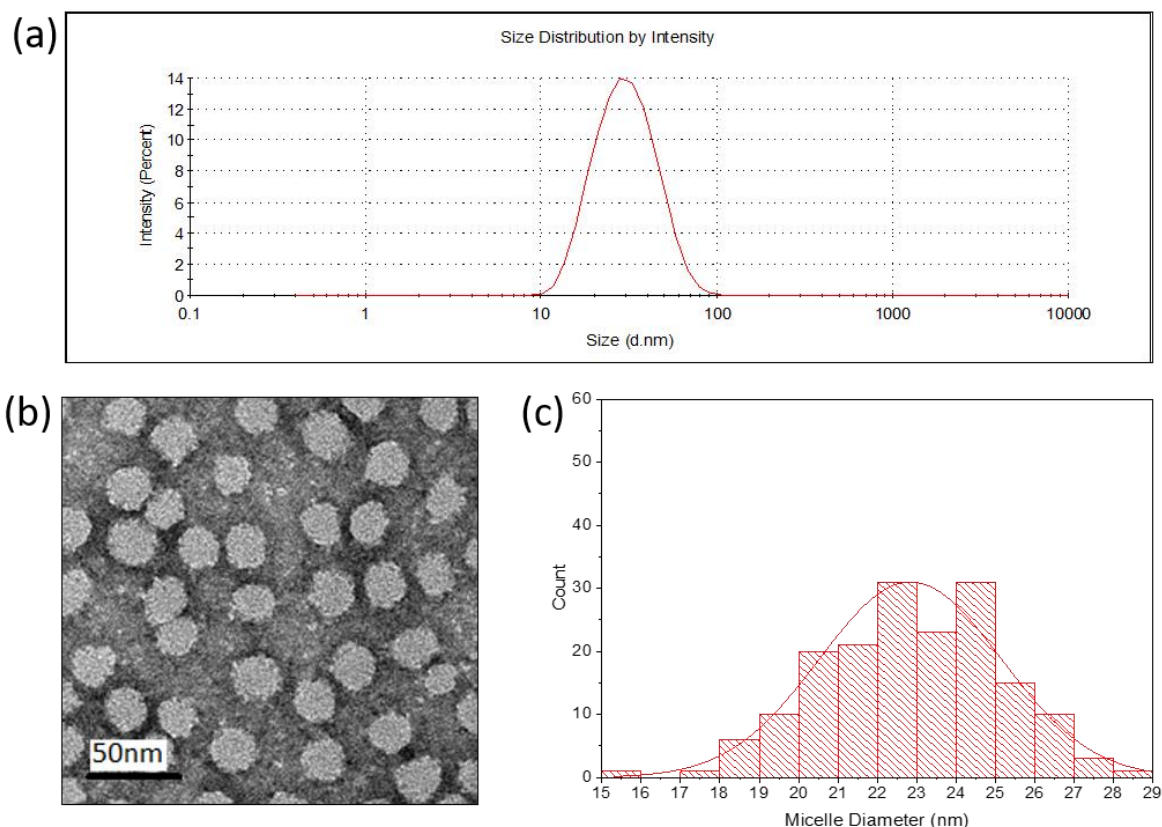 (a)
Size Distribution by Intensity
Intensity (Percent)
14
12
10
8
6
4
2
0
0.1 1 10 100 1000 10000
Size (d.nm)
(b)
50nm
(c)
Count
60
50
40
30
20
10
0
15 16 17 18 19 20 21 22 23 24 25 26 27 28 29
Micelle Diameter (nm)